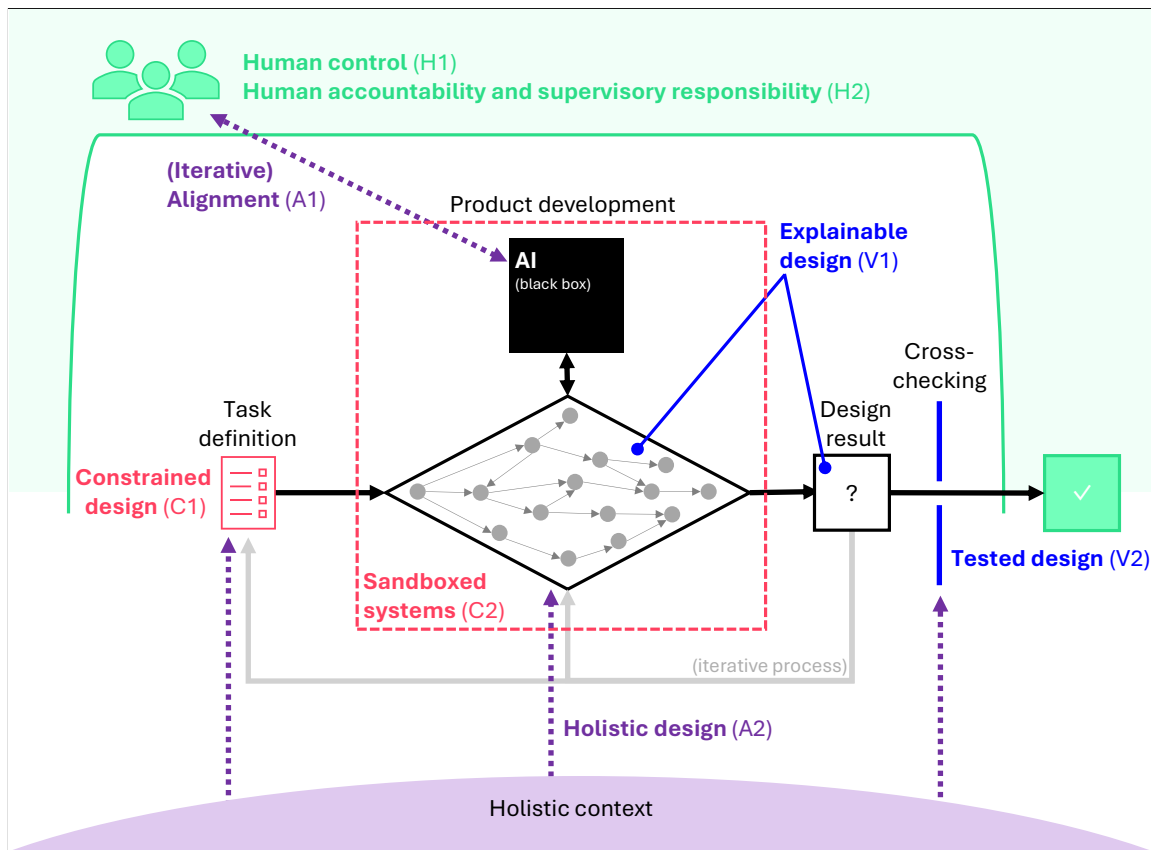 Human control (H1)
Human accountability and supervisory responsibility (H2)
(Iterative)
Alignment (A1)
Product development
AI
(black box)
Explainable
design (V1)
Cross-
checking
Task
definition
Design
result
Constrained
design (C1)
?
Sandboxed
systems (C2)
Tested design (V2)
(iterative process)
Holistic design (A2)
Holistic context